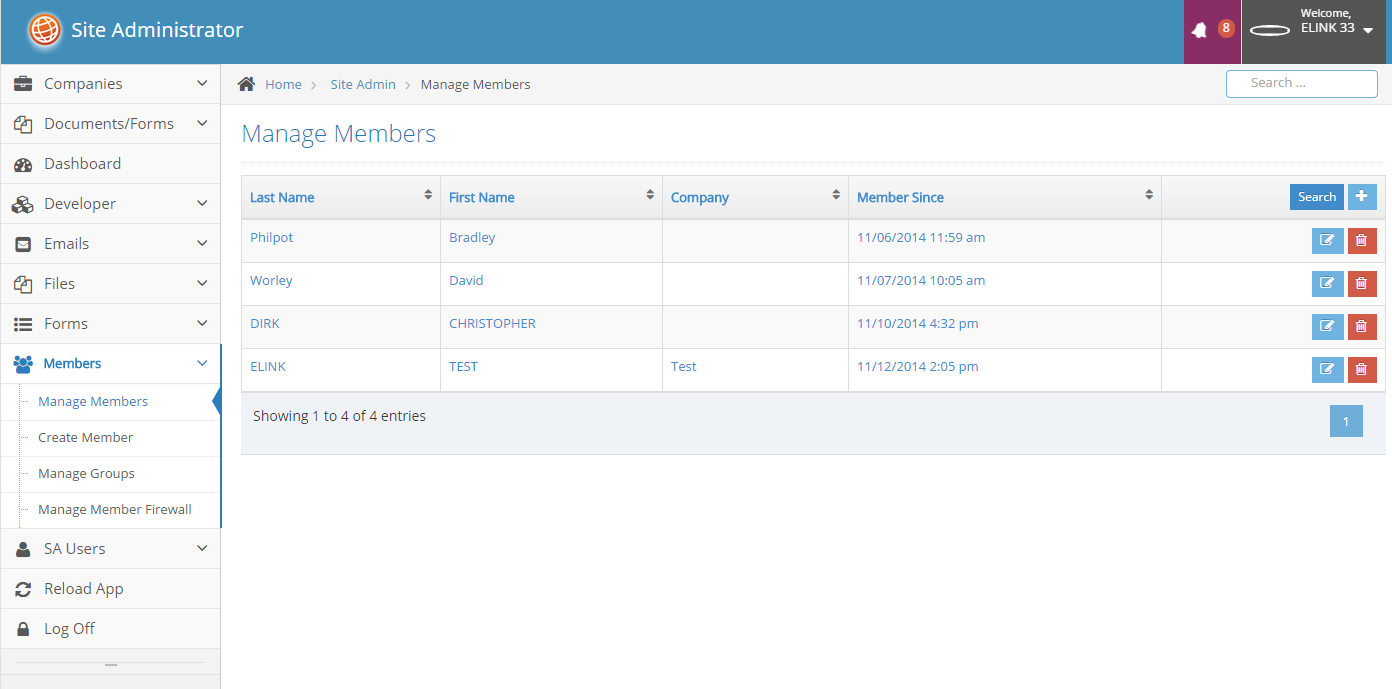 Site Administrator
8
Welcome,
ELINK 33
Companies
Documents/Forms
Dashboard
Developer
Emails
Files
Forms
Members
Manage Members
Create Member
Manage Groups
Manage Member Firewall
SA Users
Reload App
Log Off
Home > Site Admin > Manage Members
Search ...
Manage Members
Last Name First Name Company Member Since Search
Philpot Bradley 11/06/2014 11:59 am
Worley David 11/07/2014 10:05 am
DIRK CHRISTOPHER 11/10/2014 4:32 pm
ELINK TEST Test 11/12/2014 2:05 pm
Showing 1 to 4 of 4 entries
1